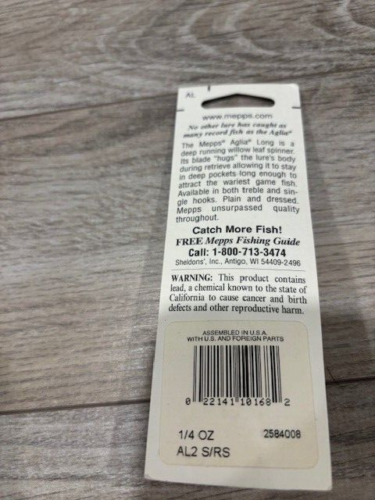 AL
www.mepps.com
No other lure has caught as
many record fish as the Aglia®
The Mepps® Aglia® Long is a
deep running willow leaf spinner.
Its blade "hugs" the lure's body
during retrieve allowing it to stay
in deep pockets long enough to
attract the wariest game fish.
Available in both treble and sin-
gle hooks. Plain and dressed.
Mepps unsurpassed quality
throughout.
Catch More Fish!
FREE Mepps Fishing Guide
Call: 1-800-713-3474
Sheldons', Inc., Antigo, WI 54409-2496
WARNING: This product contains
lead, a chemical known to the state of
California to cause cancer and birth
defects and other reproductive harm.
ASSEMBLED IN U.S.A.
WITH U.S. AND FOREIGN PARTS
0 22141 10168 2
1/4 OZ 2584008
AL2 S/RS